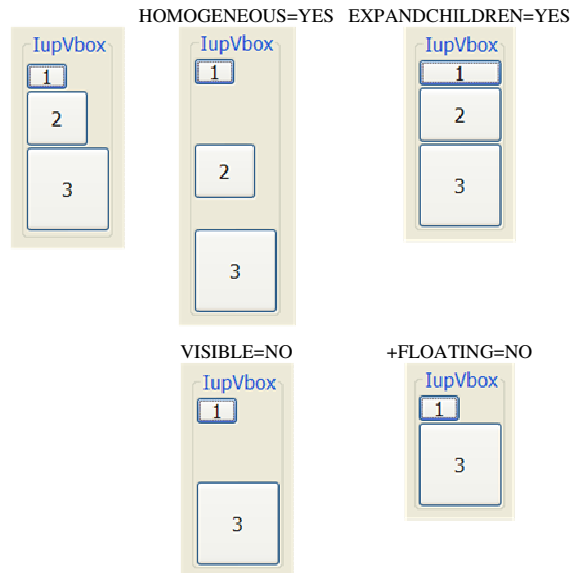 HOMOGENEOUS=YES EXPANDCHILDREN=YES
IupVbox IupVbox IupVbox
1 1 1
2 2 2
3 3 3
VISIBLE=NO +FLOATING=NO
IupVbox IupVbox
1 1
3 3